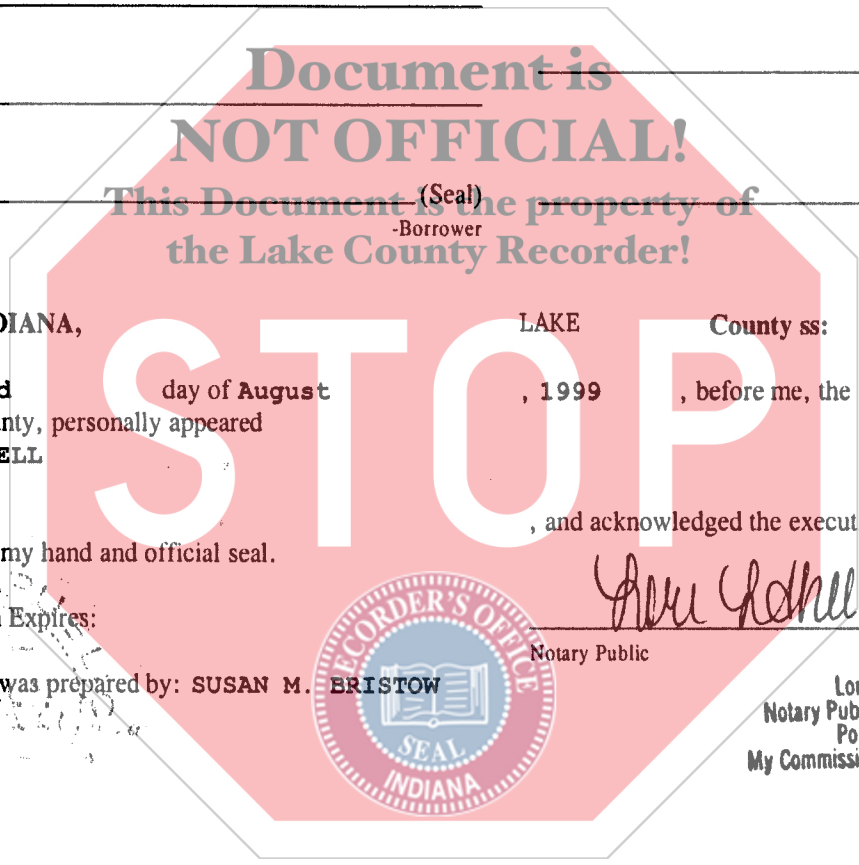 Document is
NOT OFFICIAL!
(Seal)
This Document is the property of
-Borrower
the Lake County Recorder!
DIANA, LAKE County ss:
d day of August , 1999 , before me, the
nty, personally appeared
ELL
STOP
, and acknowledged the execut
my hand and official seal.
Expires:
Notary Public
was prepared by: SUSAN M. BRISTOW
RECORDER'S OFFICE
SEAL
INDIANA
Lor
Notary Pub
Po
My Commissi